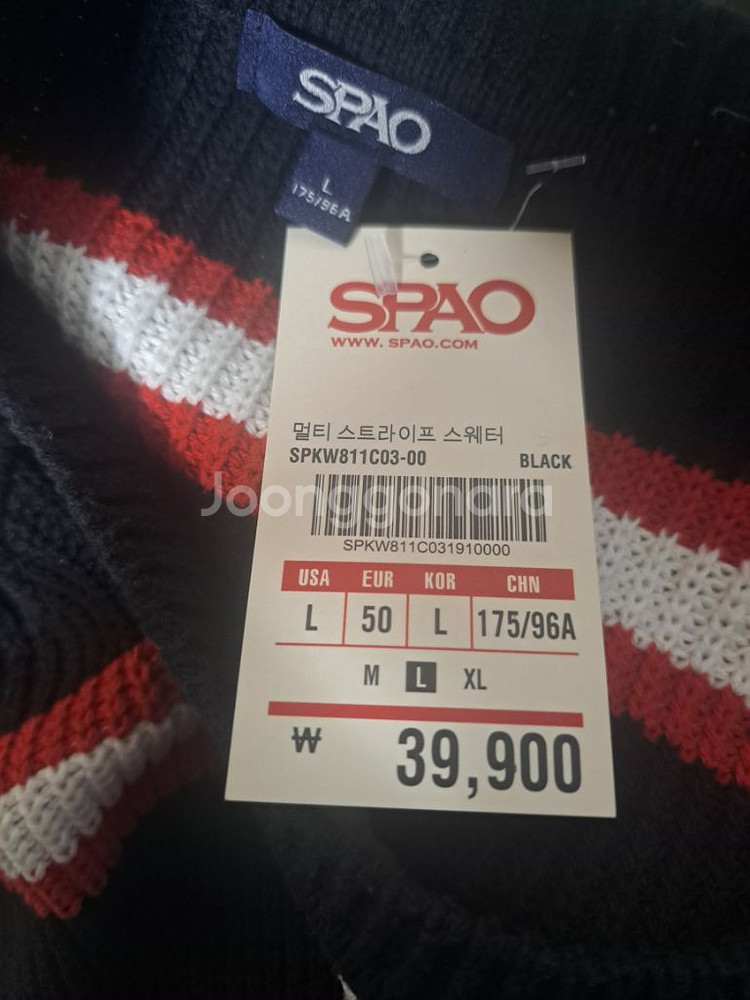 SPAO
L
175/96A
SPAO
WWW. SPAO.COM
멀티 스트라이프 스웨터
SPKW811C03-00 BLACK
Joonggonara
SPKW811C031910000
USA EUR KOR CHN
L 50 L 175/96A
M L XL
₩ 39,900